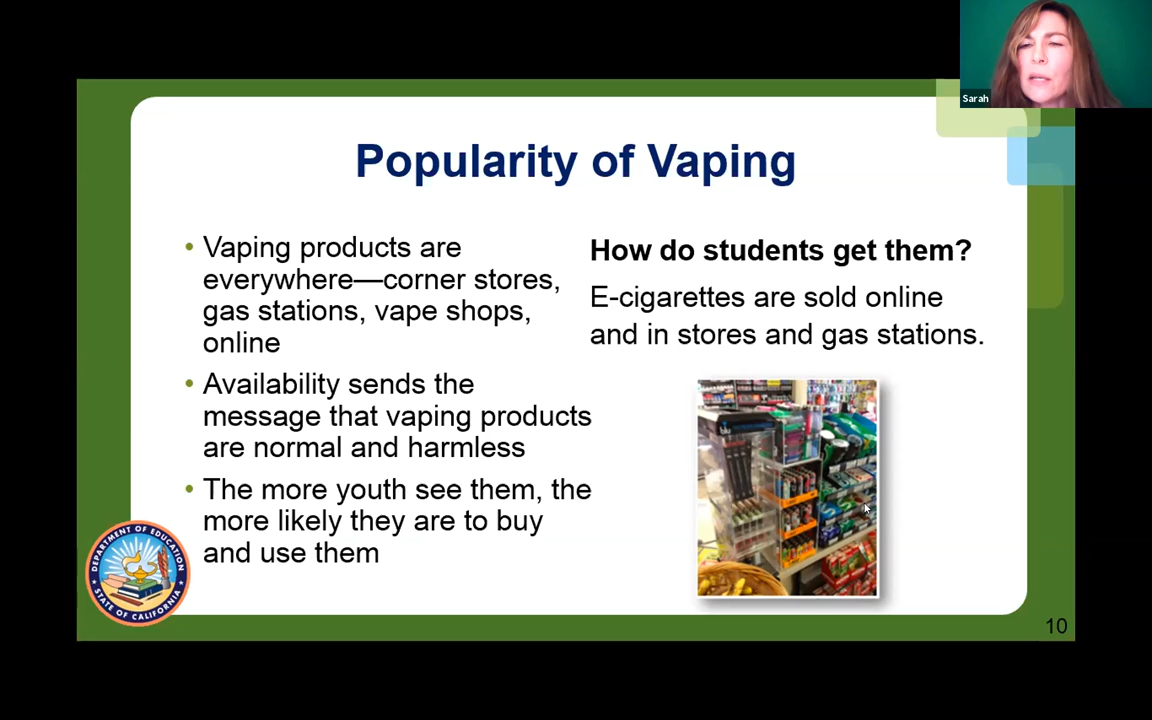 Sarah
Popularity of Vaping
• Vaping products are
everywhere—corner stores,
gas stations, vape shops,
online
• Availability sends the
message that vaping products
are normal and harmless
• The more youth see them, the
more likely they are to buy
and use them
How do students get them?
E-cigarettes are sold online
and in stores and gas stations.
blu
DEPARTMENT OF EDUCATION
STATE OF CALIFORNIA
10